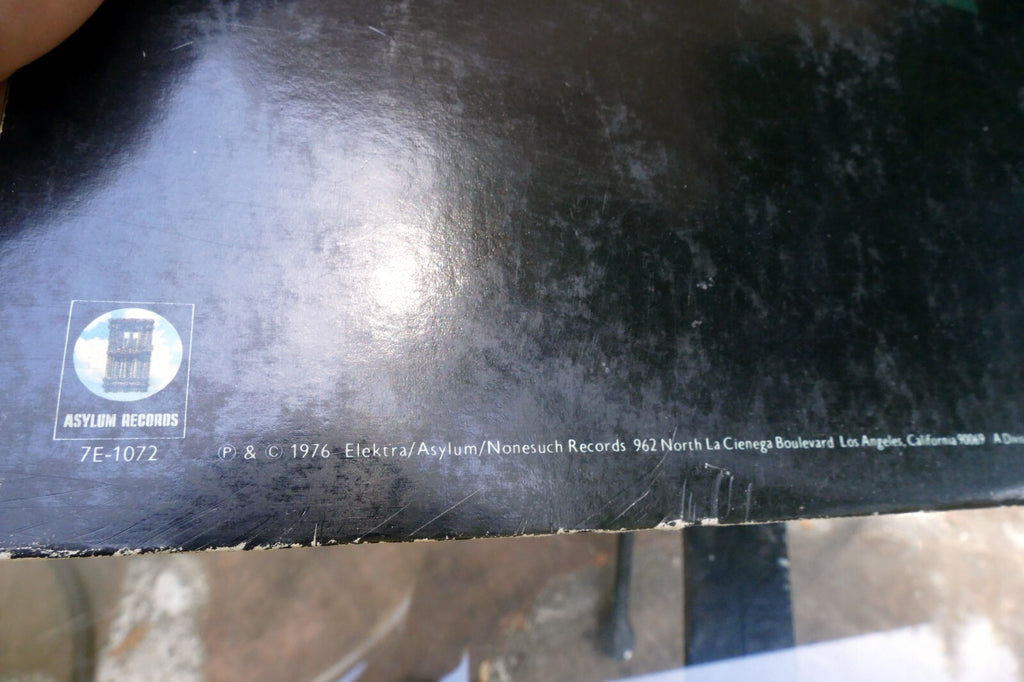 ASYLUM RECORDS
7E-1072
Ⓟ & © 1976 Elektra/Asylum/Nonesuch Records 962 North La Cienega Boulevard Los Angeles, California 90069 A